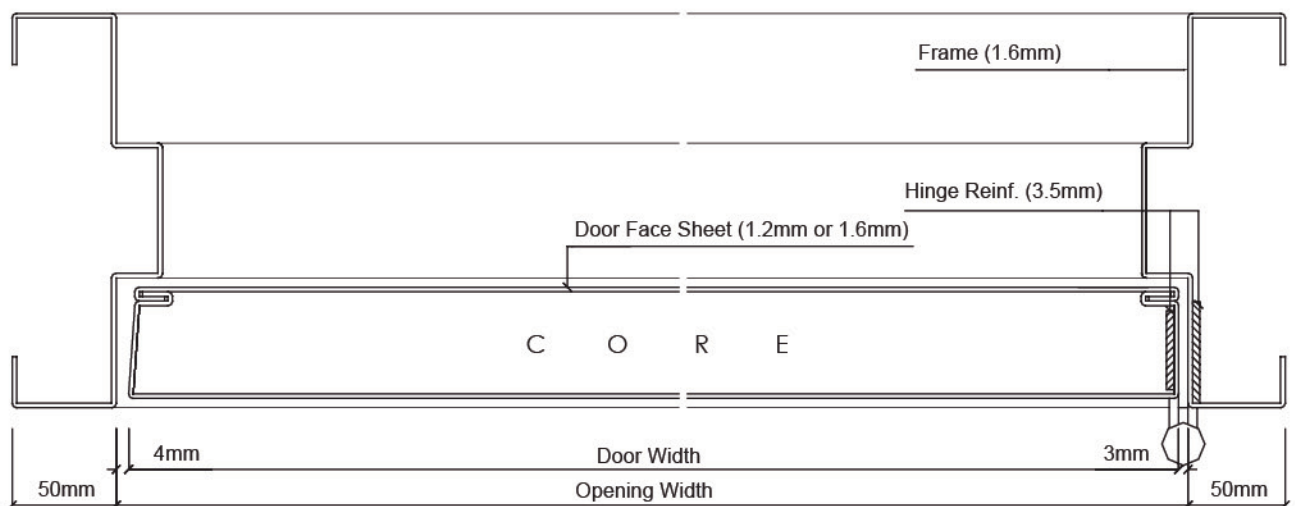 Frame (1.6mm)
Hinge Reinf. (3.5mm)
Door Face Sheet (1.2mm or 1.6mm)
C O R E
4mm
Door Width
3mm
50mm
Opening Width
50mm